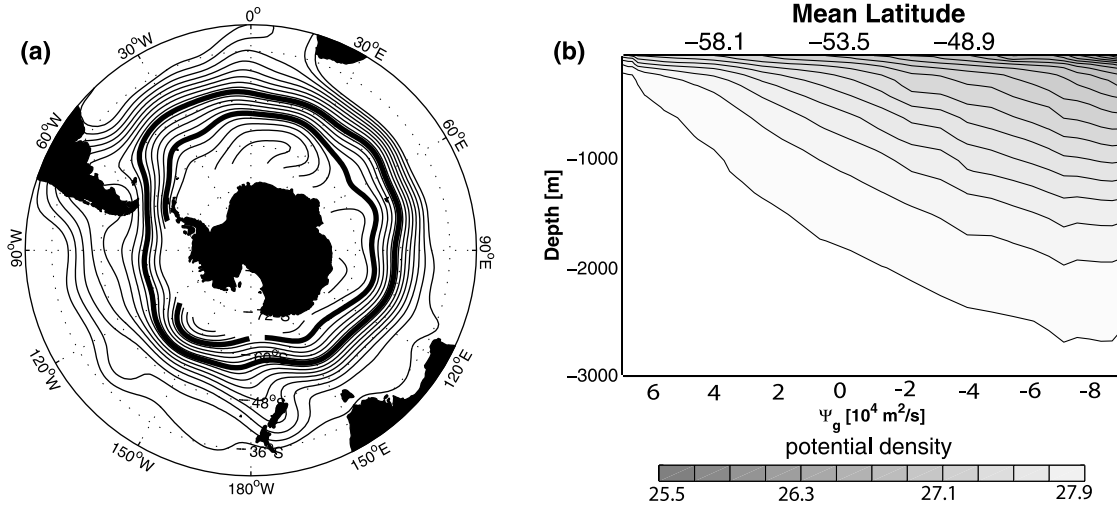 (a)
0°
30°W
30°E
60°W
60°E
90°W
90°E
72°S
60°S
48°S
36°S
120°W
120°E
150°W
150°E
180°W
Mean Latitude
(b)
−58.1 −53.5 −48.9
Depth [m]
−1000
−2000
−3000
6 4 2 0 -2 -4 -6 -8
Ψg [10⁴ m²/s]
potential density
25.5 26.3 27.1 27.9